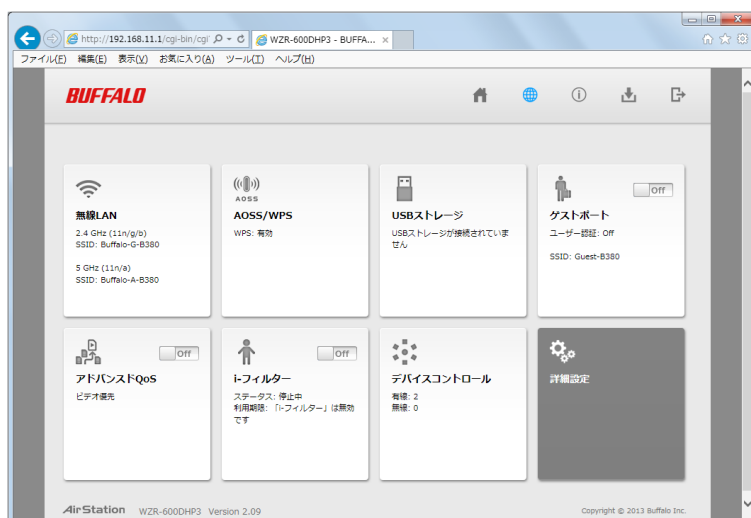 http://192.168.11.1/cgi-bin/cgi'
WZR-600DHP3 - BUFFA...
ファイル(F) 編集(E) 表示(V) お気に入り(A) ツール(T) ヘルプ(H)
BUFFALO
無線LAN
2.4 GHz (11n/g/b)
SSID: Buffalo-G-B380
5 GHz (11n/a)
SSID: Buffalo-A-B380
AOSS
AOSS/WPS
WPS: 有効
USBストレージ
USBストレージが接続されていま
せん
Off
ゲストポート
ユーザー認証: Off
SSID: Guest-B380
Off
アドバンスドQoS
ビデオ優先
Off
i-フィルター
ステータス: 停止中
利用期限: 「i-フィルター」は無効
です
デバイスコントロール
有線: 2
無線: 0
詳細設定
AirStation WZR-600DHP3 Version 2.09
Copyright © 2013 Buffalo Inc.